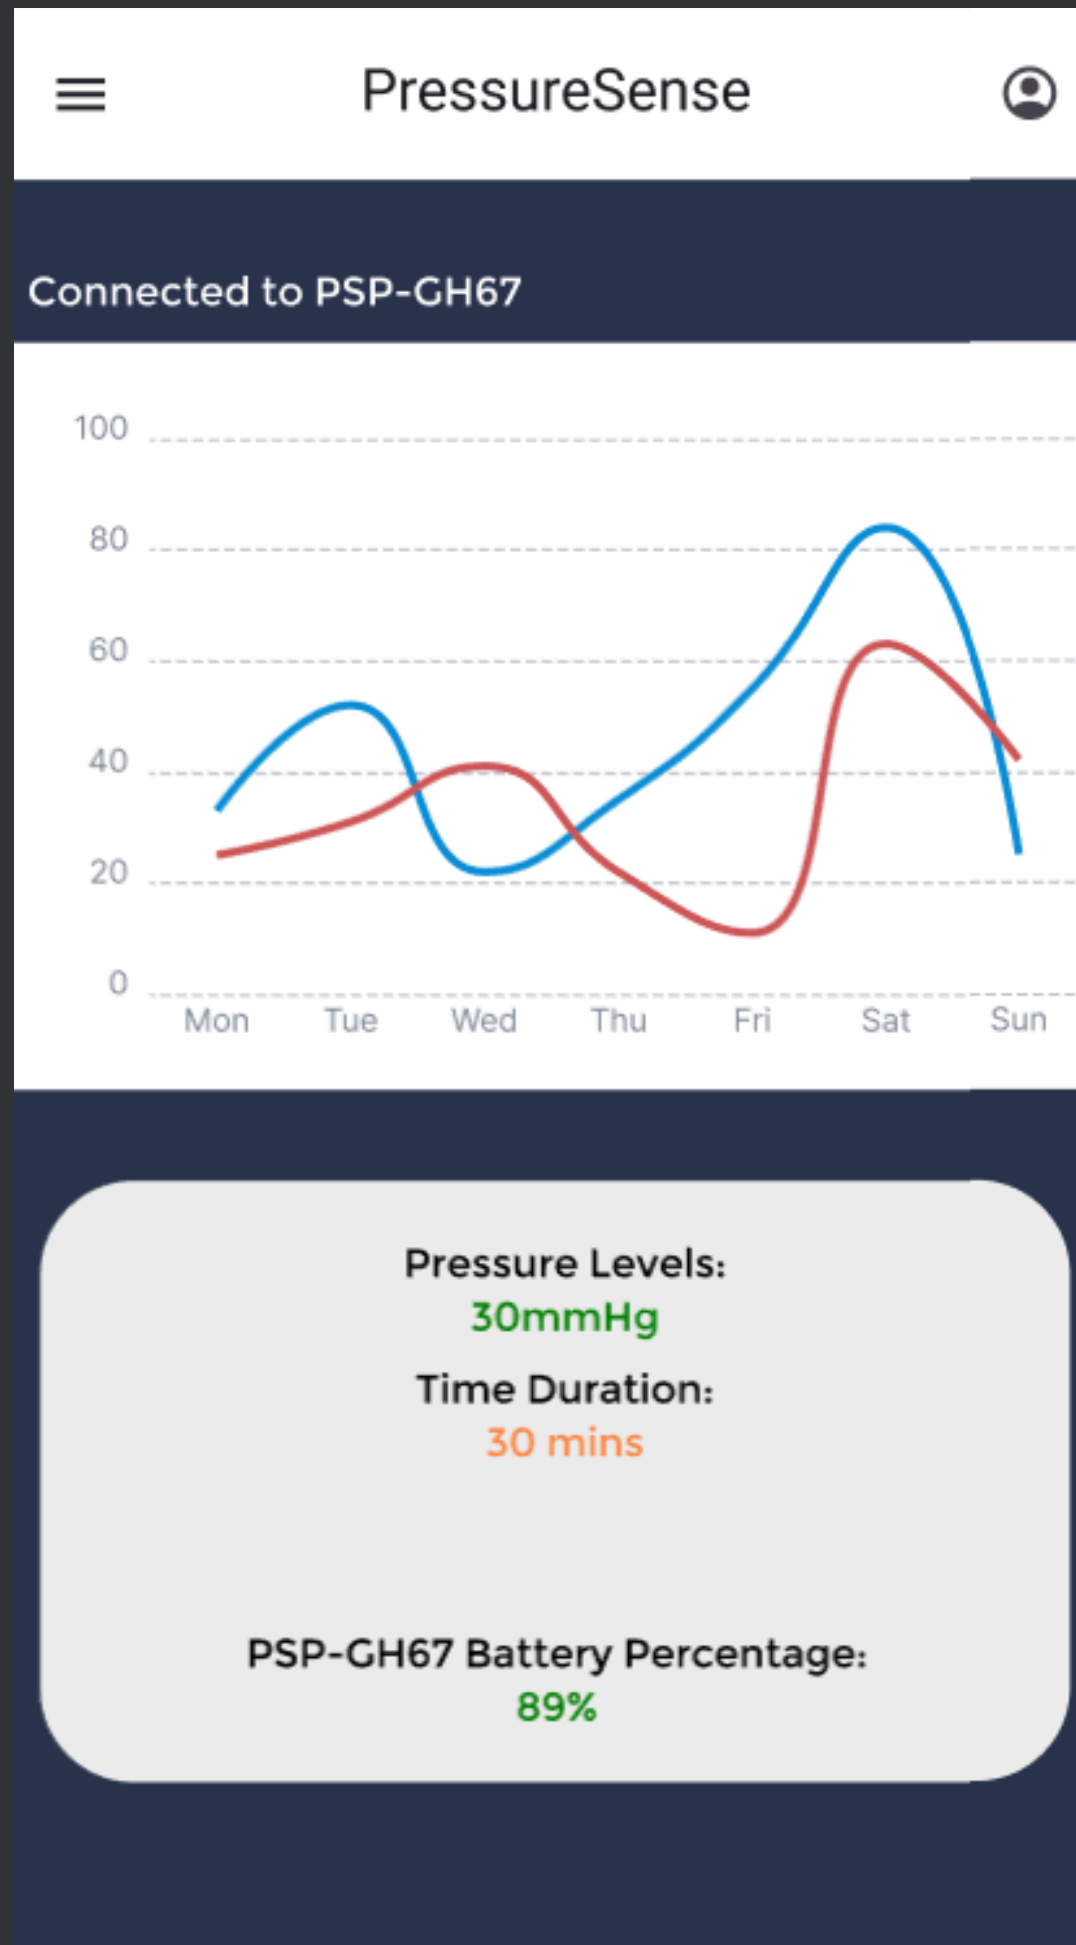 PressureSense
Connected to PSP-GH67
100
80
60
40
20
0
Mon Tue Wed Thu Fri Sat Sun
Pressure Levels:
30mmHg
Time Duration:
30 mins
PSP-GH67 Battery Percentage:
89%